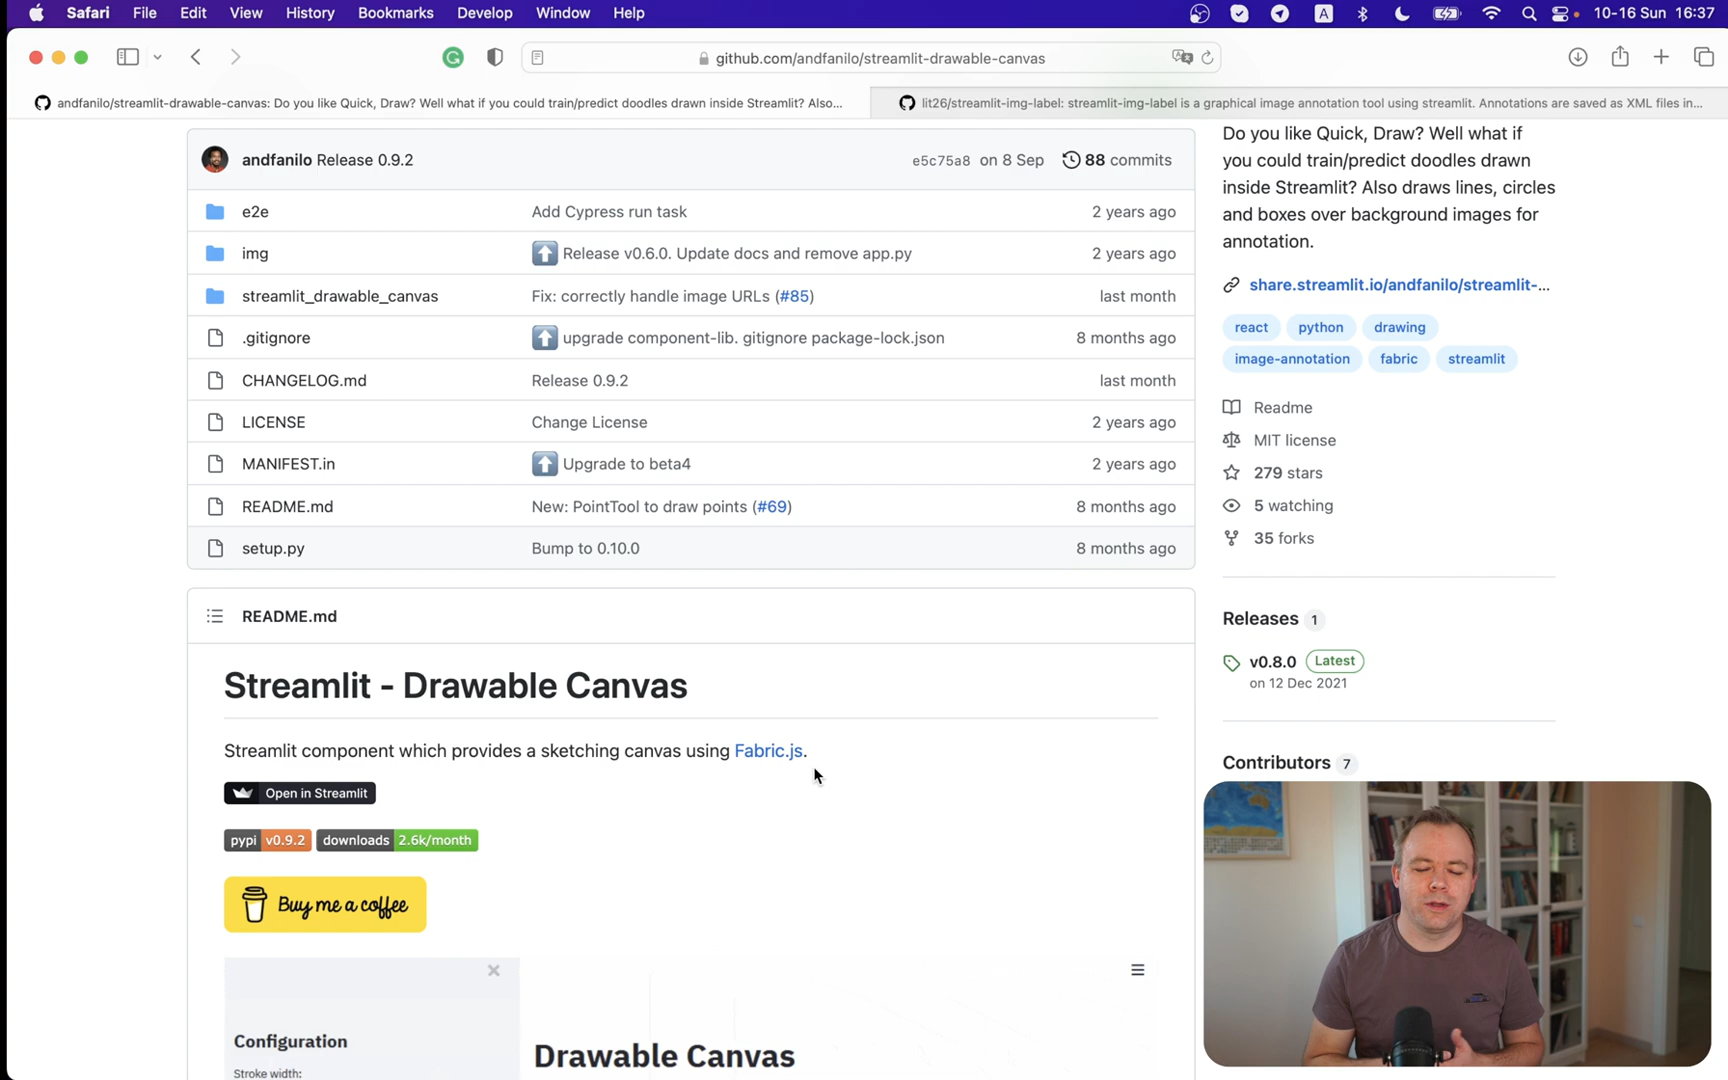 Safari File Edit View History Bookmarks Develop Window Help A 10-16 Sun 16:37
github.com/andfanilo/streamlit-drawable-canvas
andfanilo/streamlit-drawable-canvas: Do you like Quick, Draw? Well what if you could train/predict doodles drawn inside Streamlit? Also...
lit26/streamlit-img-label: streamlit-img-label is a graphical image annotation tool using streamlit. Annotations are saved as XML files in...
andfanilo Release 0.9.2 e5c75a8 on 8 Sep 88 commits
e2e Add Cypress run task 2 years ago
img Release v0.6.0. Update docs and remove app.py 2 years ago
streamlit_drawable_canvas Fix: correctly handle image URLs (#85) last month
.gitignore upgrade component-lib. gitignore package-lock.json 8 months ago
CHANGELOG.md Release 0.9.2 last month
LICENSE Change License 2 years ago
MANIFEST.in Upgrade to beta4 2 years ago
README.md New: PointTool to draw points (#69) 8 months ago
setup.py Bump to 0.10.0 8 months ago
README.md
Streamlit - Drawable Canvas
Streamlit component which provides a sketching canvas using Fabric.js.
Open in Streamlit
pypi v0.9.2 downloads 2.6k/month
Buy me a coffee
Configuration
Stroke width:
Drawable Canvas
Do you like Quick, Draw? Well what if
you could train/predict doodles drawn
inside Streamlit? Also draws lines, circles
and boxes over background images for
annotation.
share.streamlit.io/andfanilo/streamlit-...
react python drawing
image-annotation fabric streamlit
Readme
MIT license
279 stars
5 watching
35 forks
Releases 1
v0.8.0 Latest
on 12 Dec 2021
Contributors 7